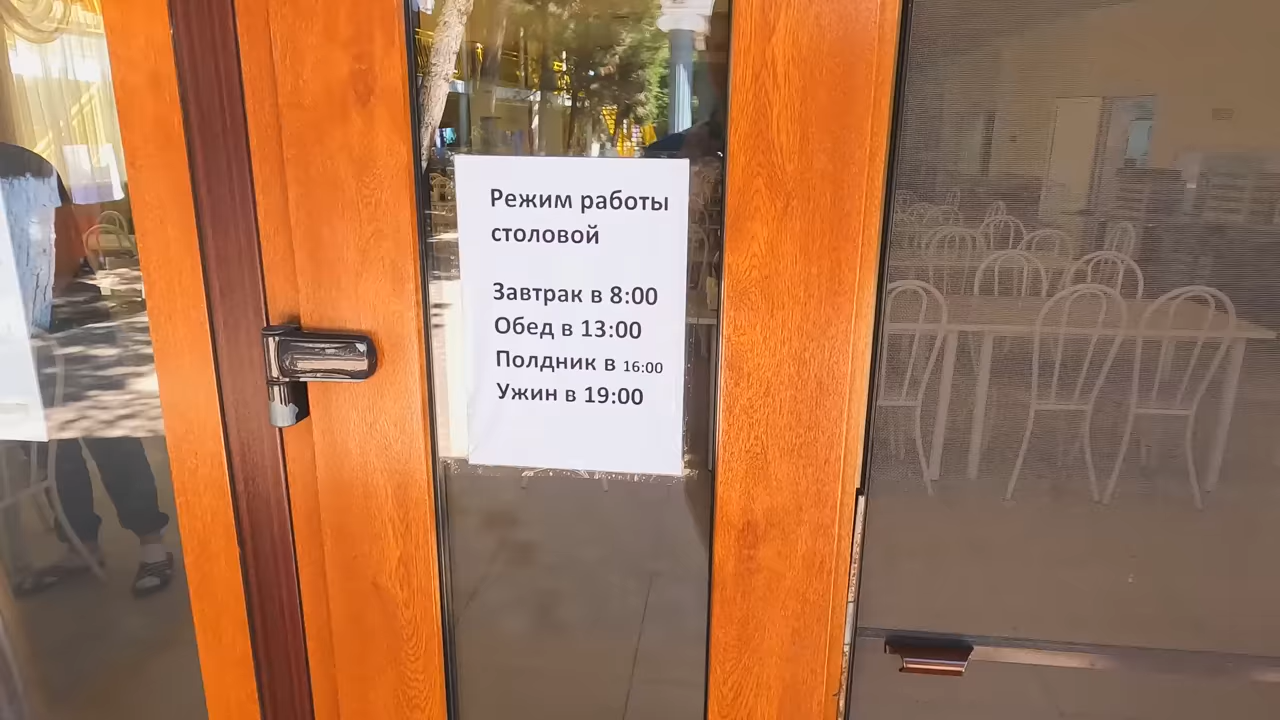 Режим работы
столовой
Завтрак в 8:00
Обед в 13:00
Полдник в 16:00
Ужин в 19:00